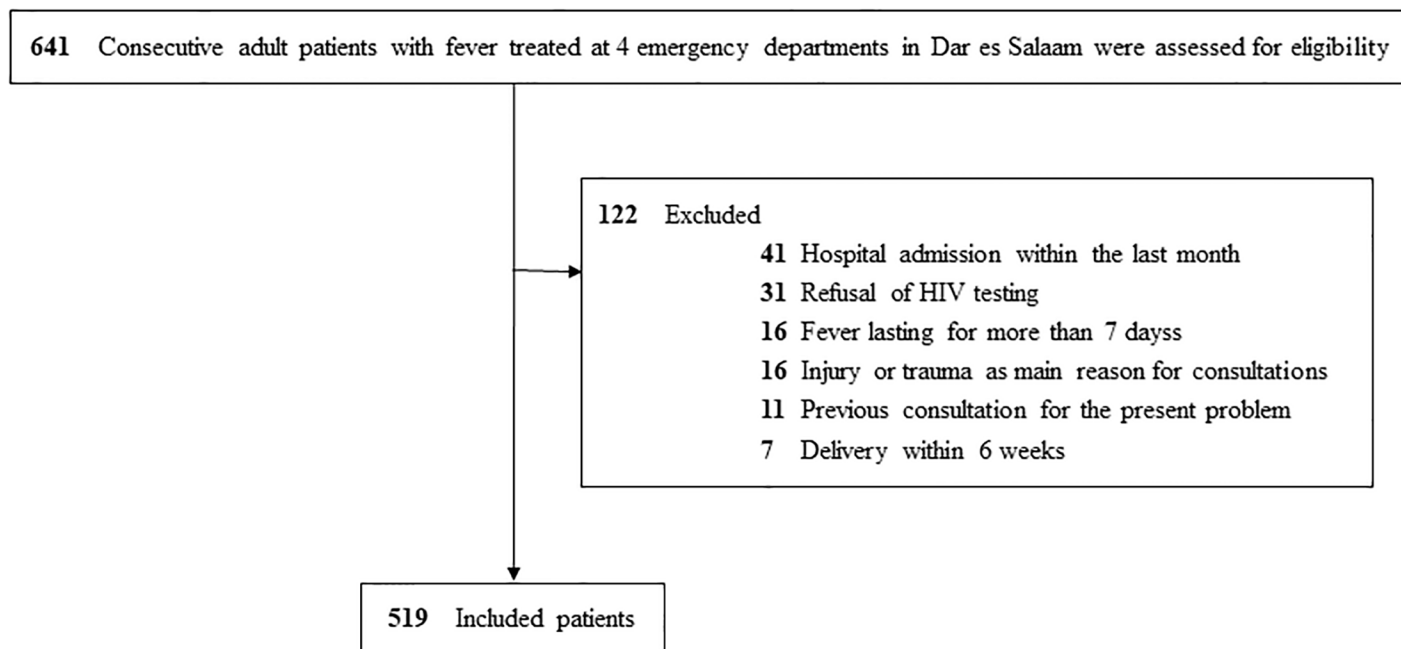 641 Consecutive adult patients with fever treated at 4 emergency departments in Dar es Salaam were assessed for eligibility
122 Excluded
41 Hospital admission within the last month
31 Refusal of HIV testing
16 Fever lasting for more than 7 dayss
16 Injury or trauma as main reason for consultations
11 Previous consultation for the present problem
7 Delivery within 6 weeks
519 Included patients